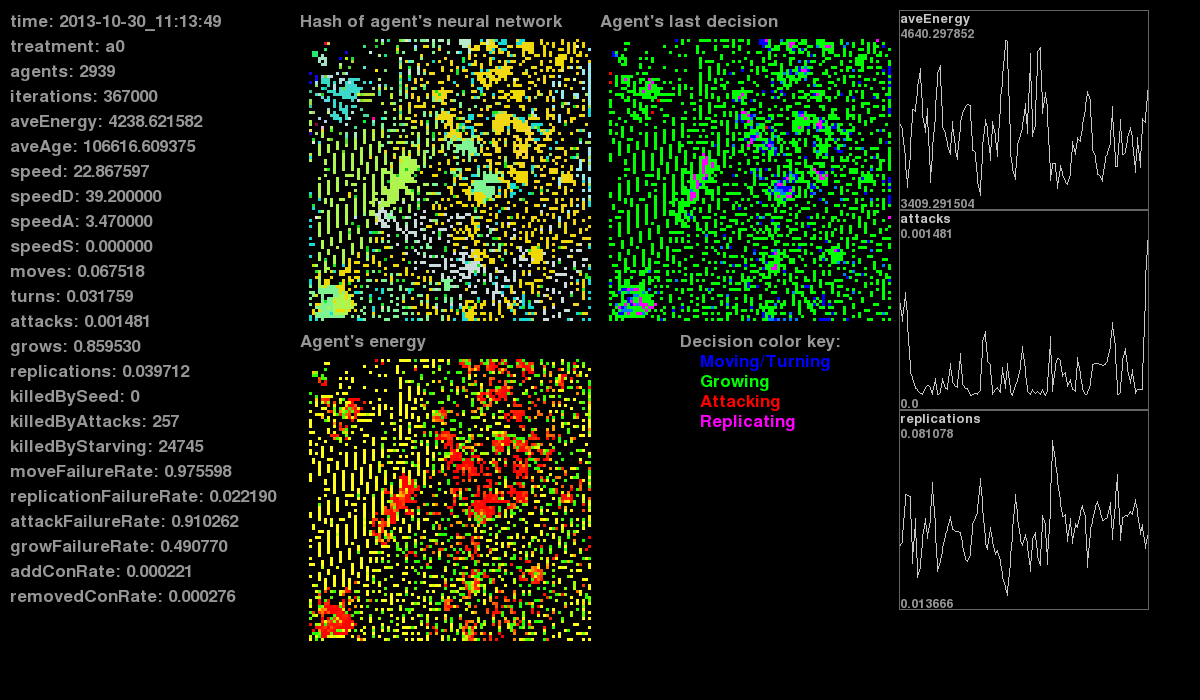 time: 2013-10-30_11:13:49
treatment: a0
agents: 2939
iterations: 367000
aveEnergy: 4238.621582
aveAge: 106616.609375
speed: 22.867597
speedD: 39.200000
speedA: 3.470000
speedS: 0.000000
moves: 0.067518
turns: 0.031759
attacks: 0.001481
grows: 0.859530
replications: 0.039712
killedBySeed: 0
killedByAttacks: 257
killedByStarving: 24745
moveFailureRate: 0.975598
replicationFailureRate: 0.022190
attackFailureRate: 0.910262
growFailureRate: 0.490770
addConRate: 0.000221
removedConRate: 0.000276
Hash of agent's neural network
Agent's last decision
Agent's energy
Decision color key:
Moving/Turning
Growing
Attacking
Replicating
aveEnergy
4640.297852
3409.291504
attacks
0.001481
0.0
replications
0.081078
0.013666